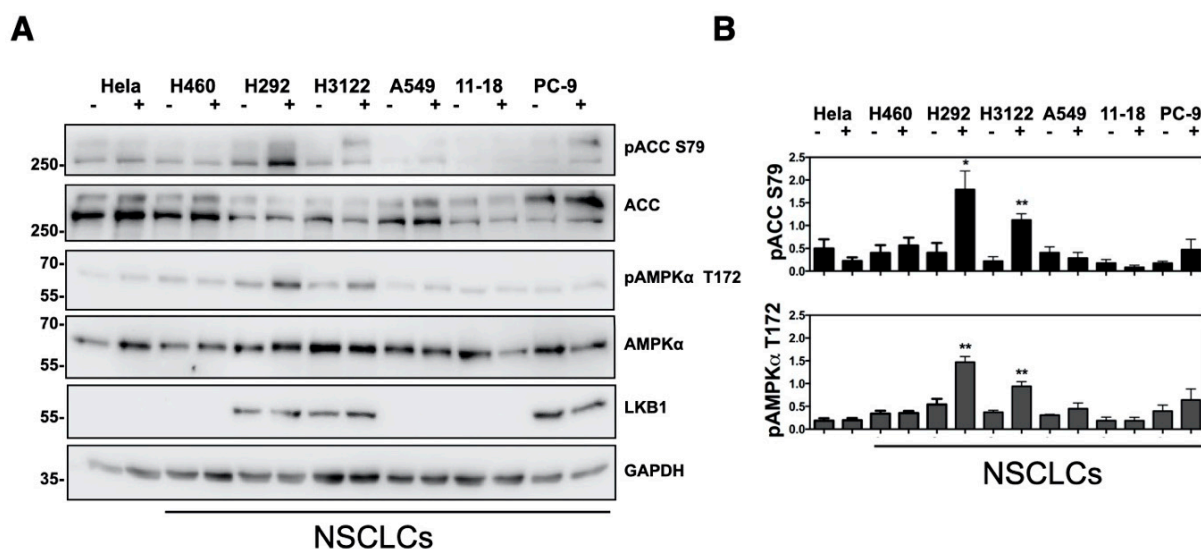 A
Hela H460 H292 H3122 A549 11-18 PC-9
- + - + - + - + - + - + - +
250-
pACC S79
ACC
250-
70-
pAMPKα T172
55-
70-
AMPKα
55-
LKB1
55-
GAPDH
35-
NSCLCs
B
Hela H460 H292 H3122 A549 11-18 PC-9
- + - + - + - + - + - + - +
pACC S79
2.5
2.0
1.5
1.0
0.5
0.0
*
**
pAMPKα T172
2.5
2.0
1.5
1.0
0.5
0.0
** **
NSCLCs